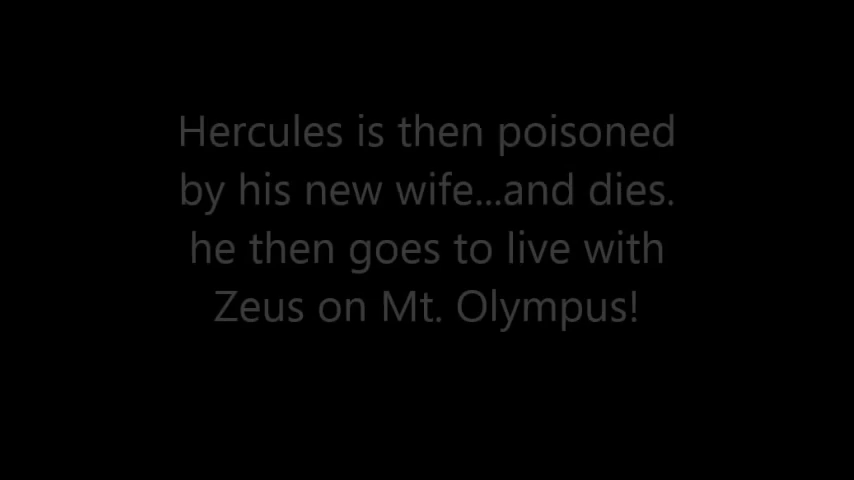 Hercules is then poisoned
by his new wife...and dies.
he then goes to live with
Zeus on Mt. Olympus!